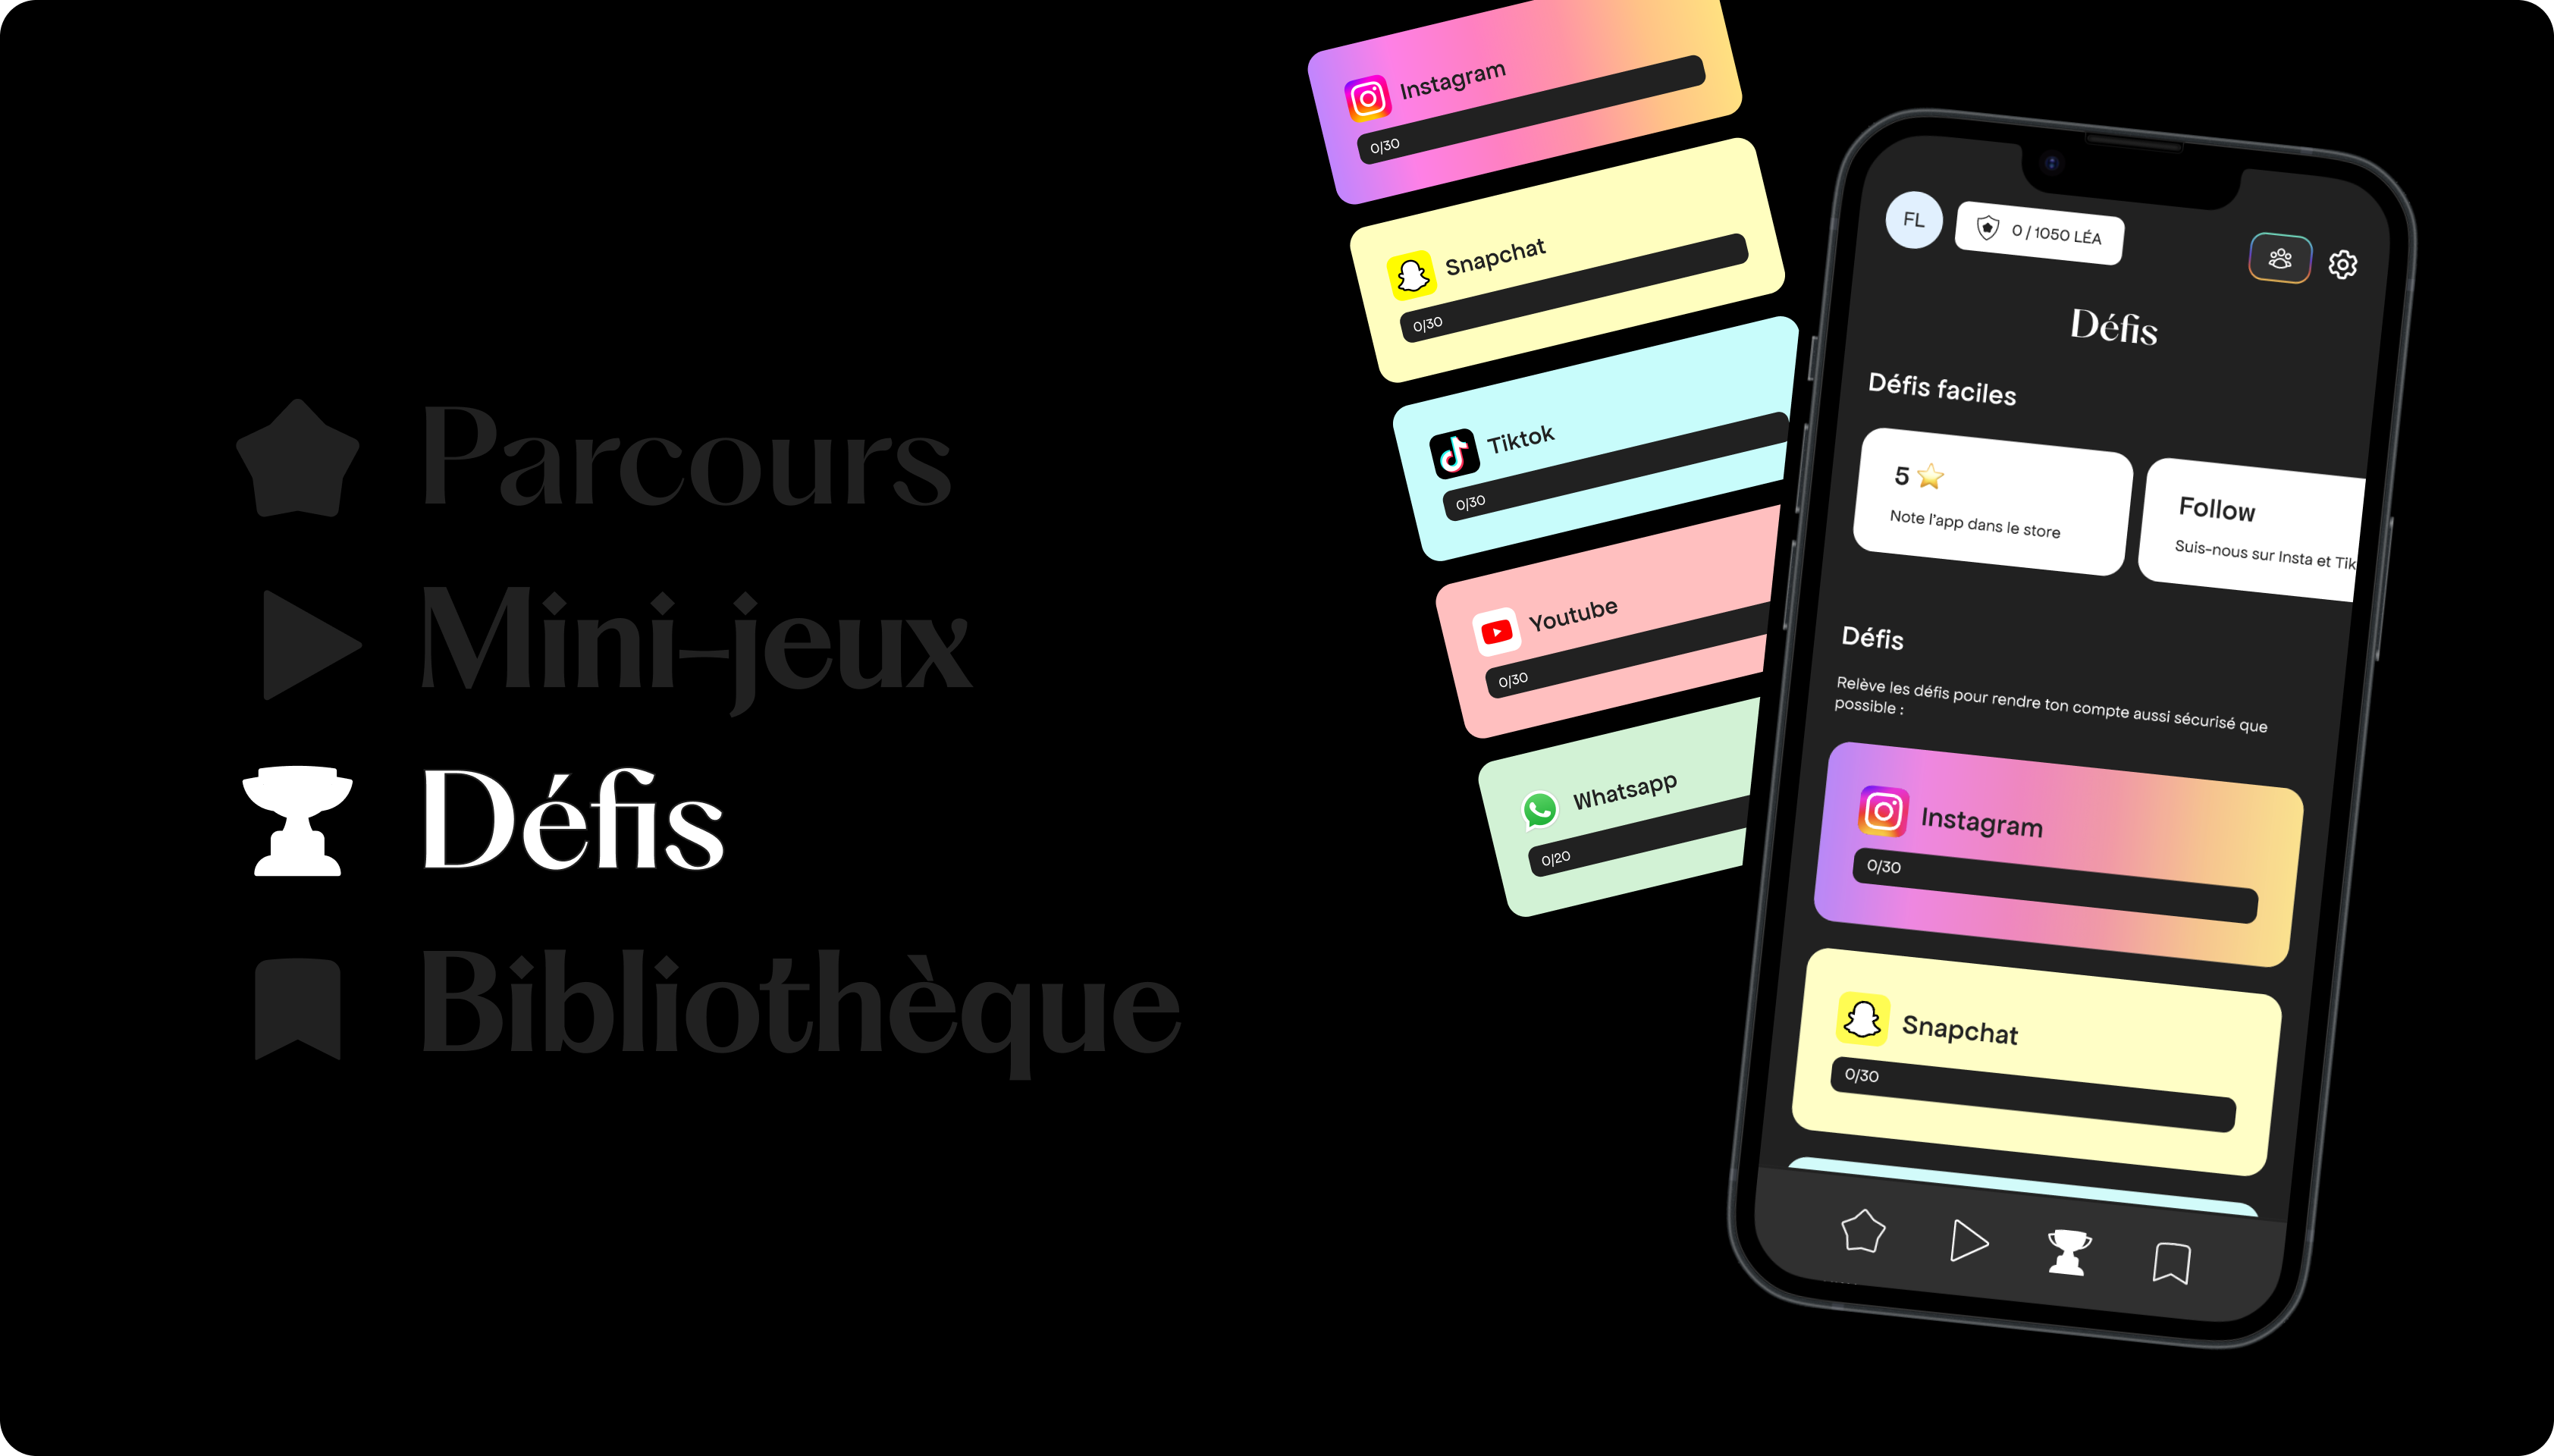 Parcours
Mini-jeux
Défis
Bibliothèque
Instagram
0/30
Snapchat
0/30
Tiktok
0/30
Youtube
0/30
Whatsapp
0/20
FL
0 / 1050 LÉA
Défis
Défis faciles
5
Note l'app dans le store
Follow
Suis-nous sur Insta et Tik
Défis
Relève les défis pour rendre ton compte aussi sécurisé que
possible :
Instagram
0/30
Snapchat
0/30